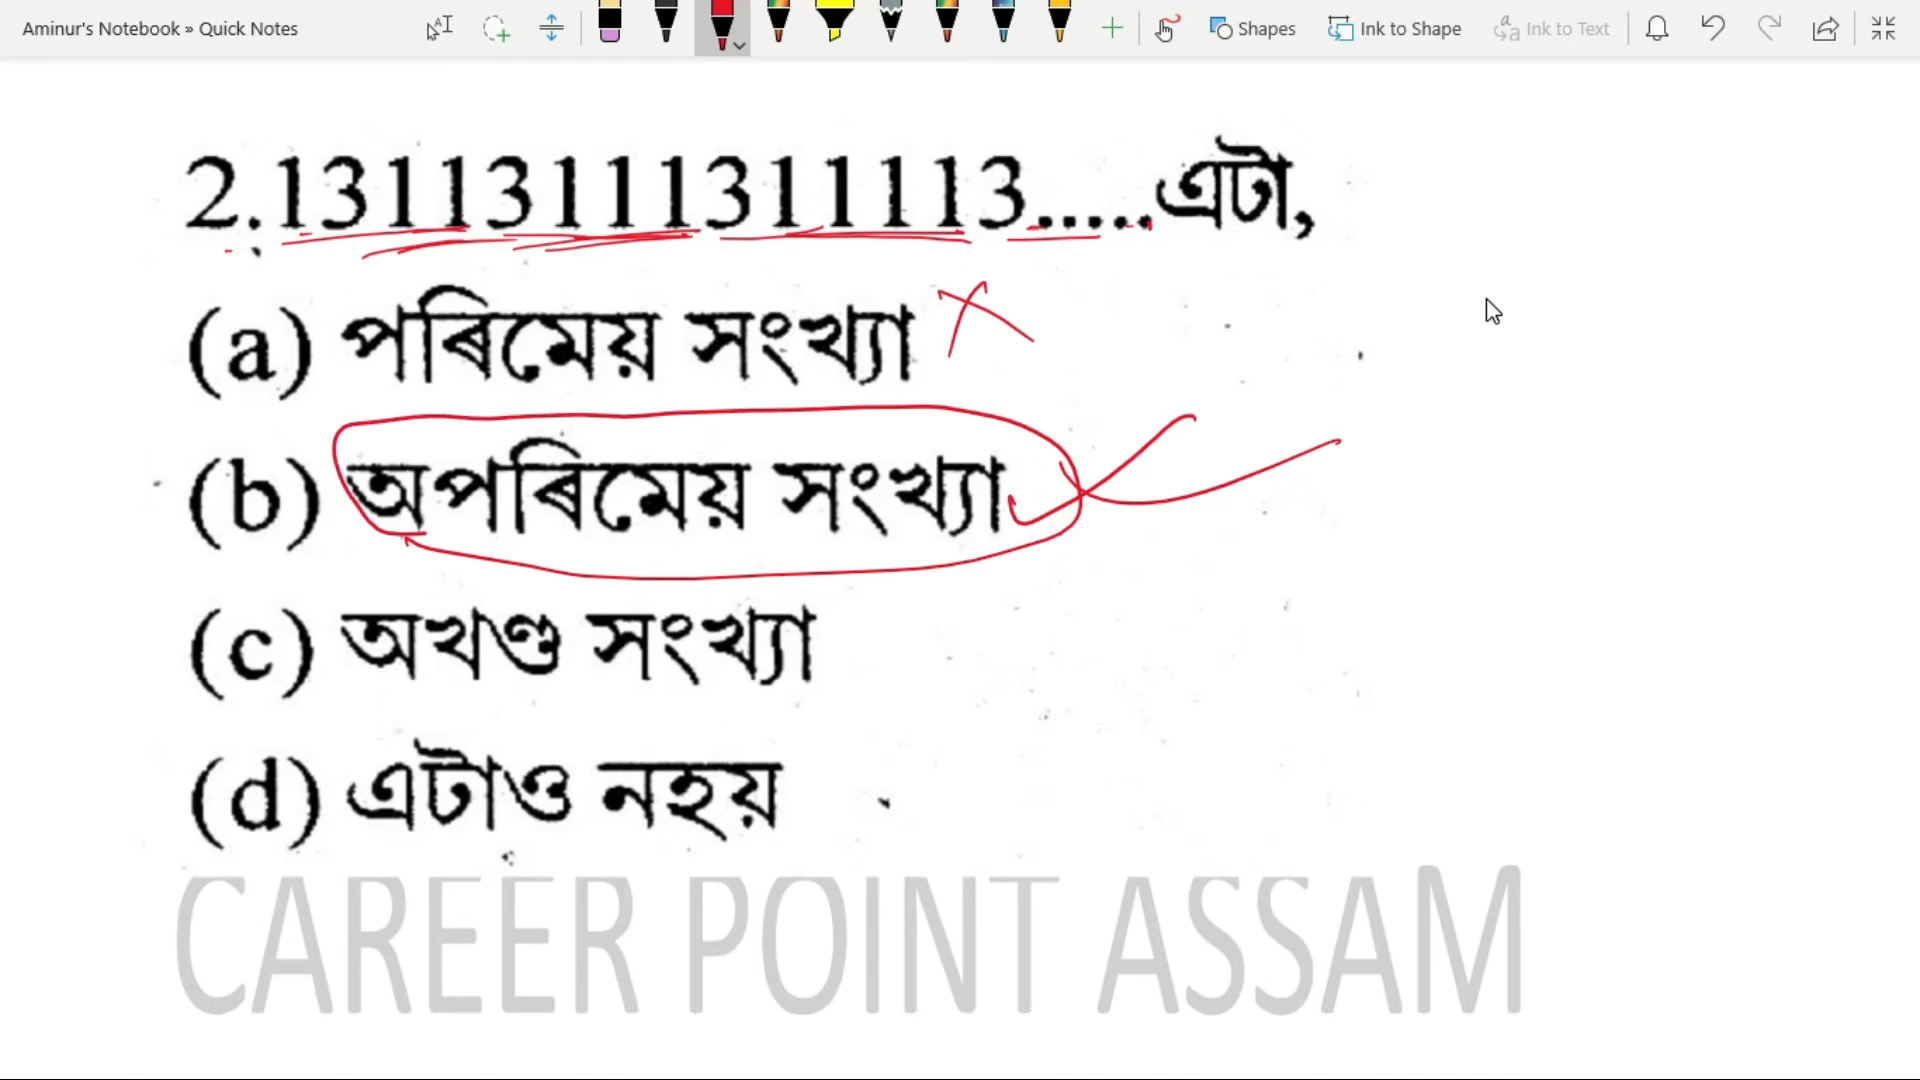 Aminur's Notebook » Quick Notes Shapes Ink to Shape Ink to Text
2.13113111311113.....এটা,
(a) পৰিমেয় সংখ্যা
(b) অপৰিমেয় সংখ্যা
(c) অখণ্ড সংখ্যা
(d) এটাও নহয়
CAREER POINT ASSAM